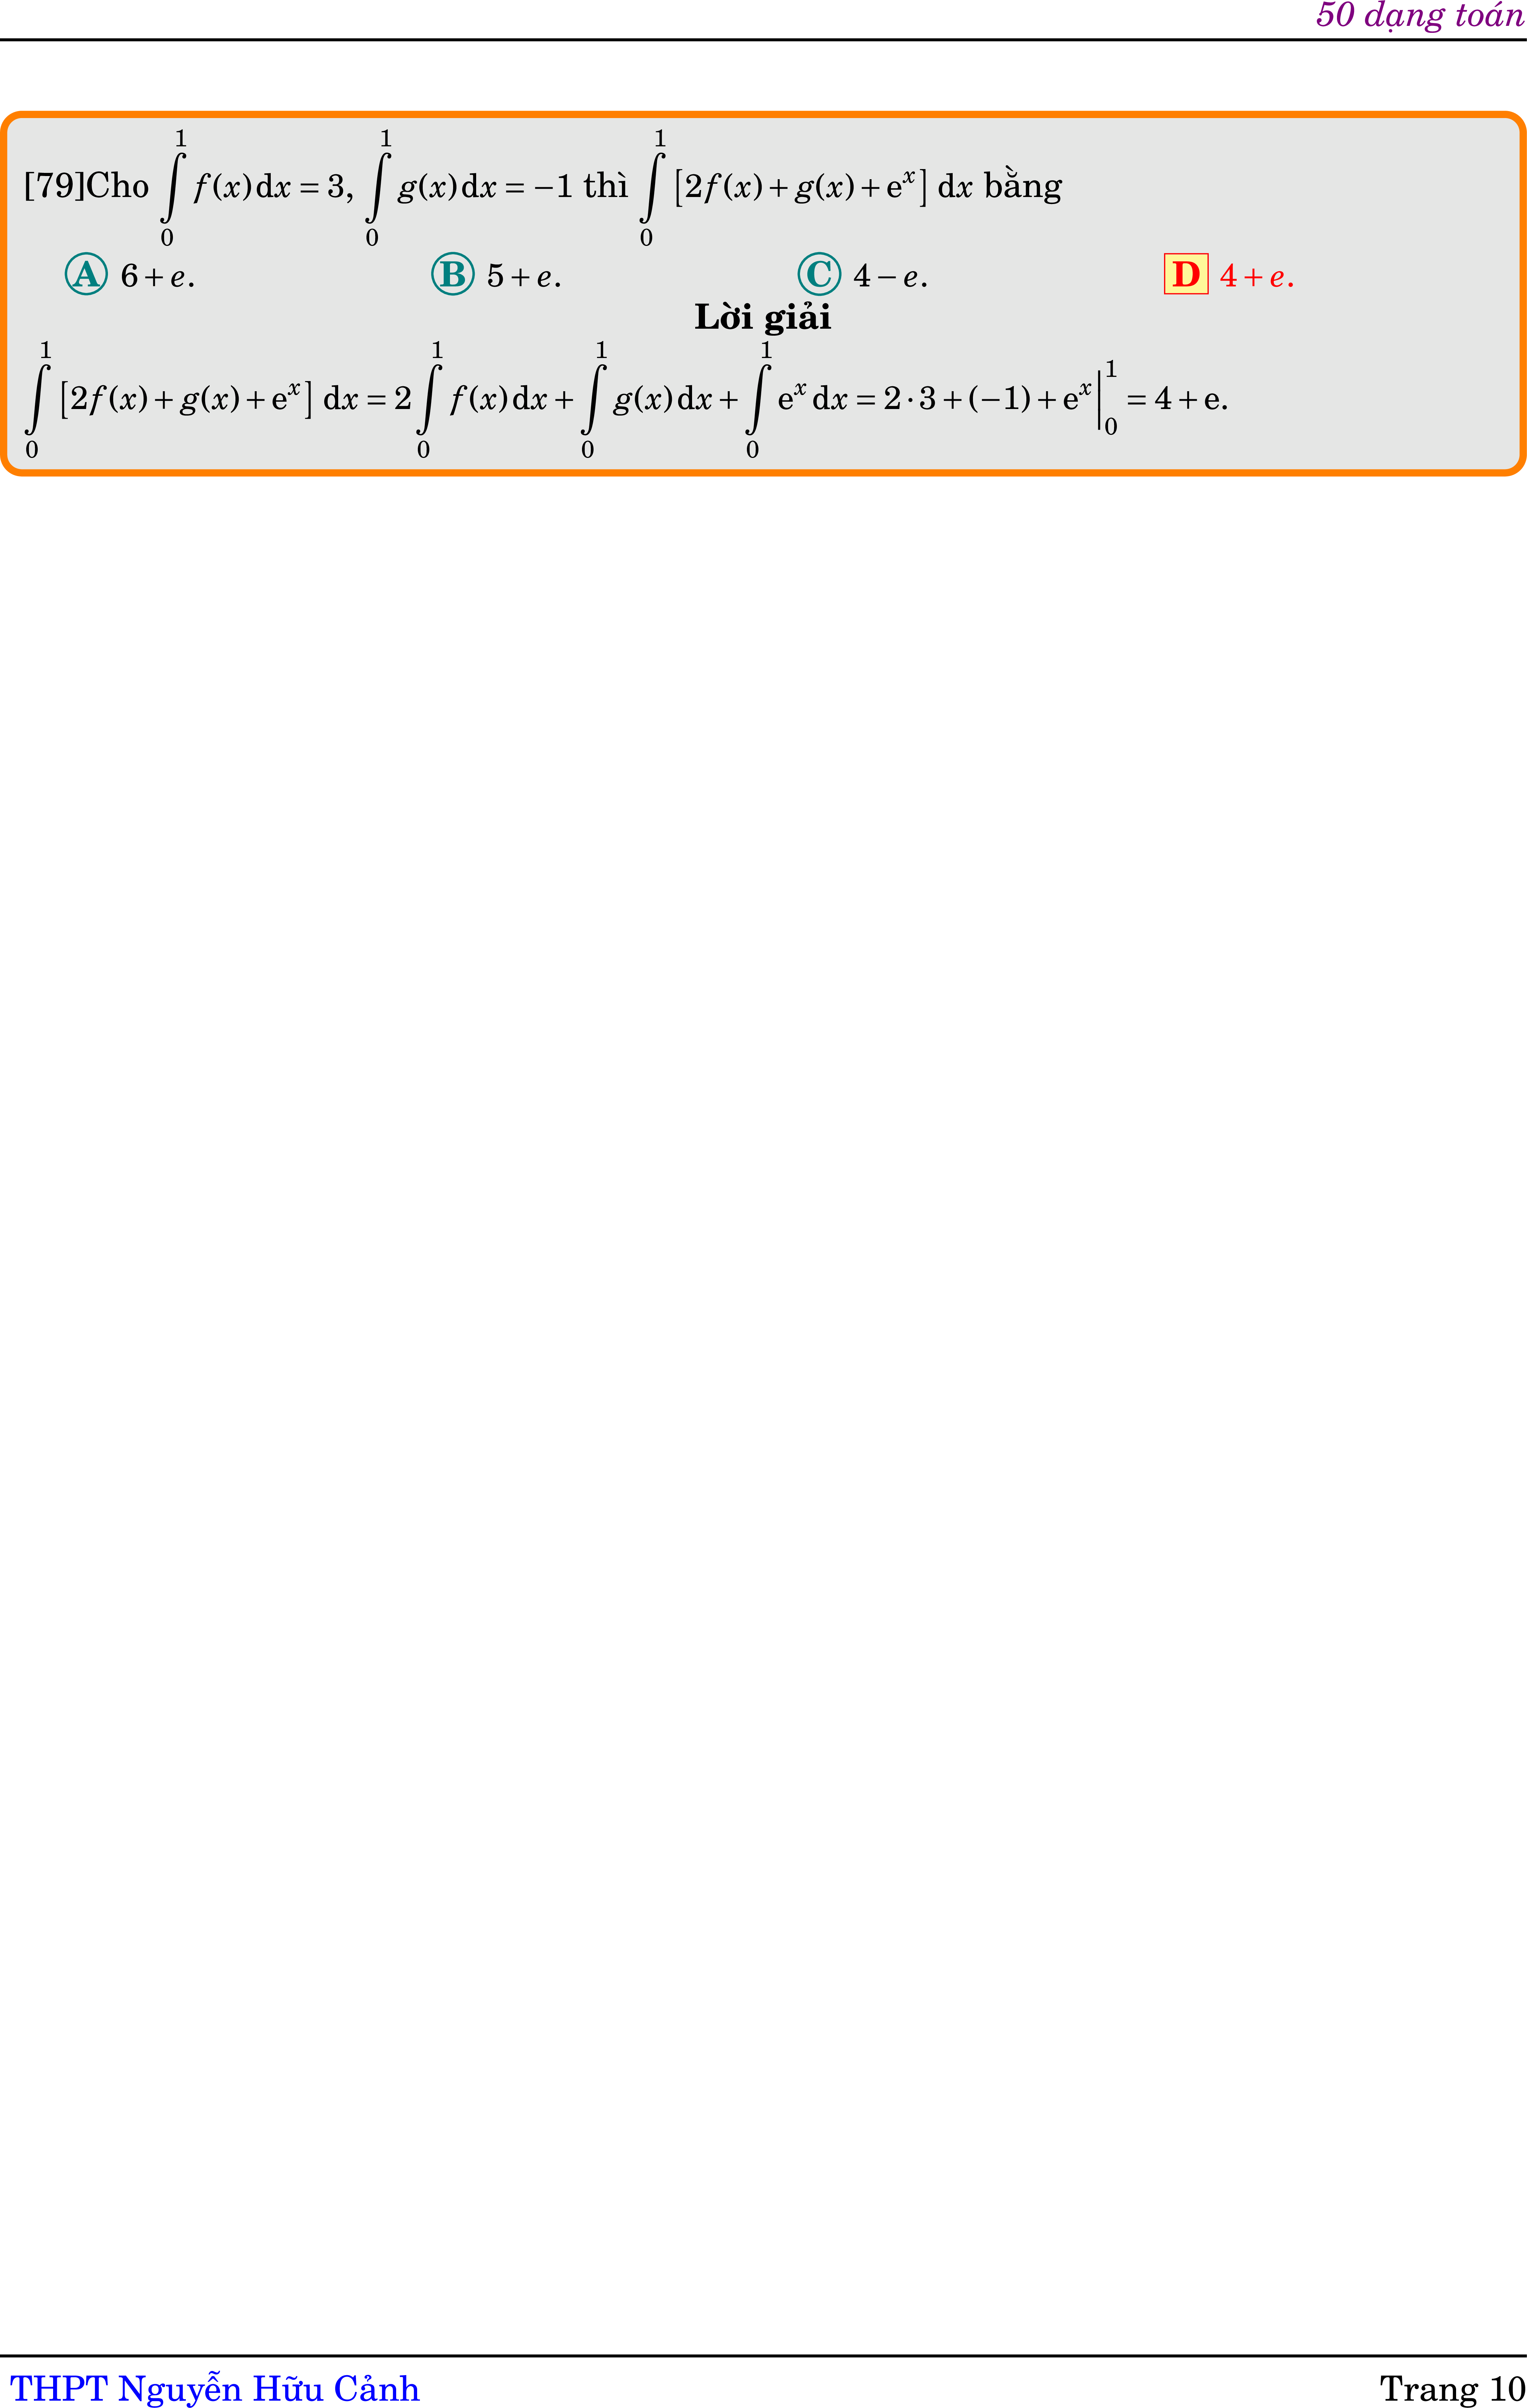 50 dạng toán
[79]Cho $\int\limits_0^1 f(x)\,\mathrm{d}x = 3$, $\int\limits_0^1 g(x)\,\mathrm{d}x = -1$ thì $\int\limits_0^1 \left[2f(x) + g(x) + \mathrm{e}^x\right]\,\mathrm{d}x$ bằng
A 6 + e. B 5 + e. C 4 − e. D 4 + e.
Lời giải
$\int\limits_0^1 \left[2f(x) + g(x) + \mathrm{e}^x\right]\,\mathrm{d}x = 2\int\limits_0^1 f(x)\,\mathrm{d}x + \int\limits_0^1 g(x)\,\mathrm{d}x + \int\limits_0^1 \mathrm{e}^x\,\mathrm{d}x = 2 \cdot 3 + (-1) + \mathrm{e}^x\Big|_0^1 = 4 + \mathrm{e}.$
THPT Nguyễn Hữu Cảnh Trang 10